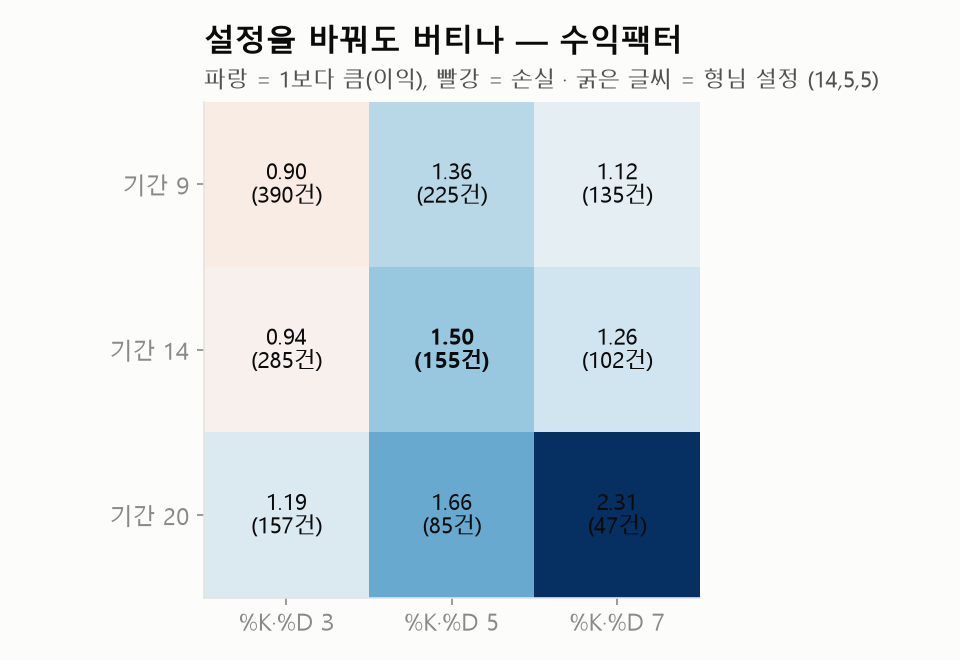 설정을 바꿔도 버티나 — 수익팩터
파랑 = 1보다 큼(이익), 빨강 = 손실 · 굵은 글씨 = 형님 설정 (14,5,5)
기간 9
0.90
(390건)
1.36
(225건)
1.12
(135건)
기간 14
0.94
(285건)
1.50
(155건)
1.26
(102건)
기간 20
1.19
(157건)
1.66
(85건)
2.31
(47건)
%K·%D 3
%K·%D 5
%K·%D 7